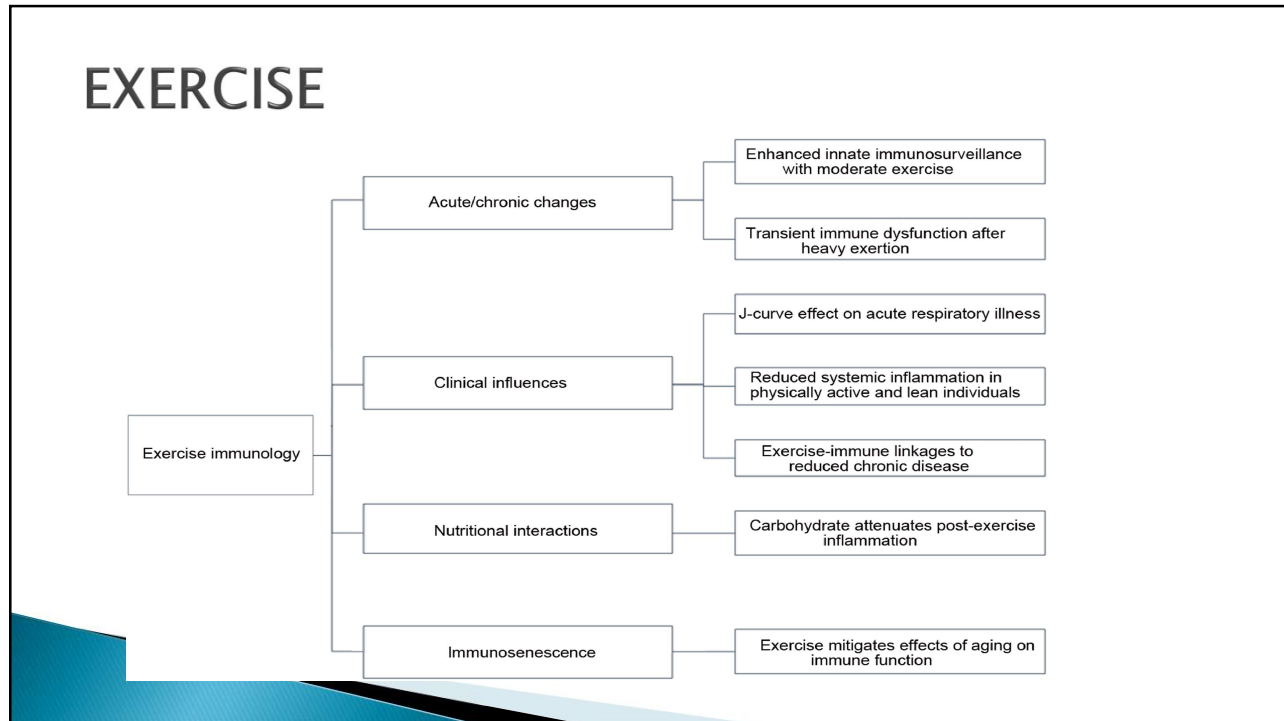 EXERCISE
Exercise immunology
Acute/chronic changes
Enhanced innate immunosurveillance
with moderate exercise
Transient immune dysfunction after
heavy exertion
Clinical influences
J-curve effect on acute respiratory illness
Reduced systemic inflammation in
physically active and lean individuals
Exercise-immune linkages to
reduced chronic disease
Nutritional interactions
Carbohydrate attenuates post-exercise
inflammation
Immunosenescence
Exercise mitigates effects of aging on
immune function